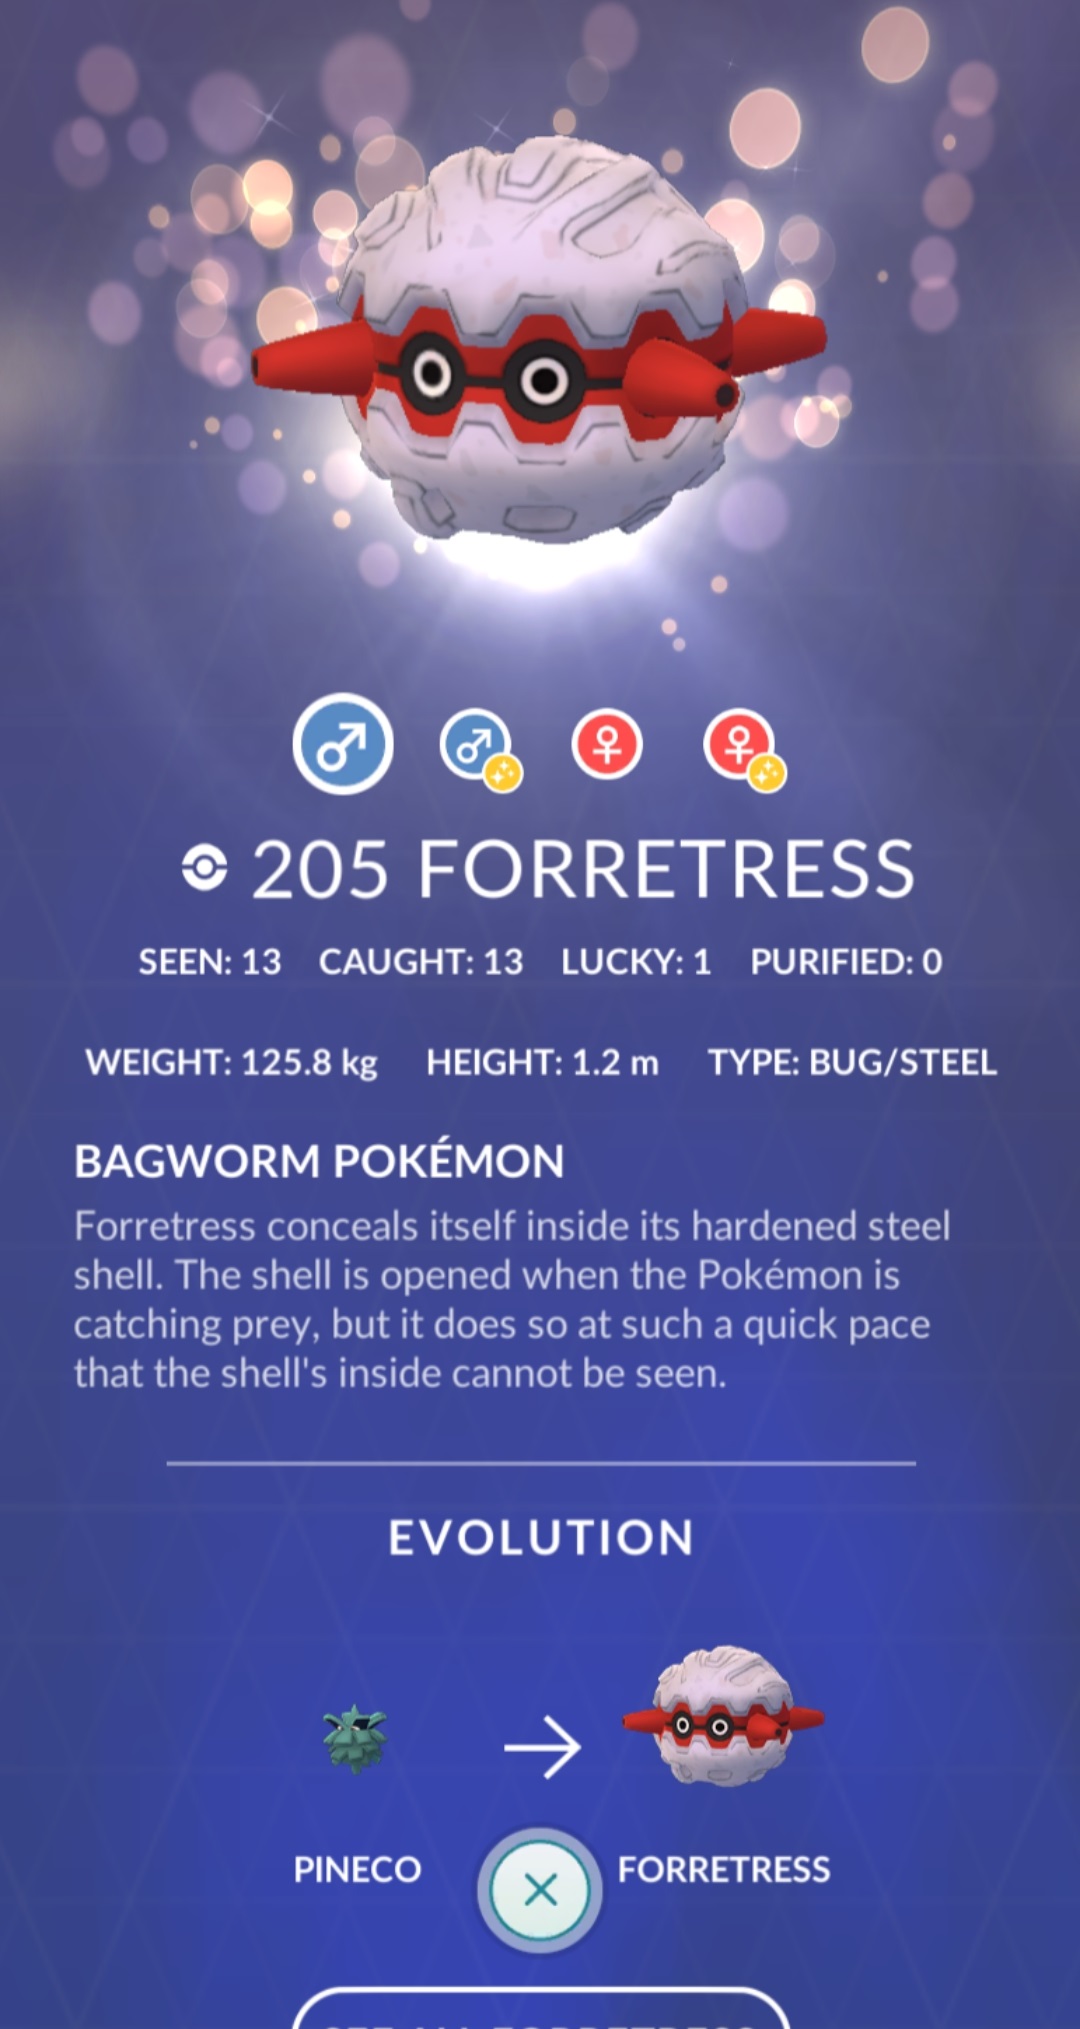 205 FORRETRESS
SEEN: 13 CAUGHT: 13 LUCKY: 1 PURIFIED: 0
WEIGHT: 125.8 kg HEIGHT: 1.2 m TYPE: BUG/STEEL
BAGWORM POKÉMON
Forretress conceals itself inside its hardened steel
shell. The shell is opened when the Pokémon is
catching prey, but it does so at such a quick pace
that the shell's inside cannot be seen.
EVOLUTION
PINECO FORRETRESS